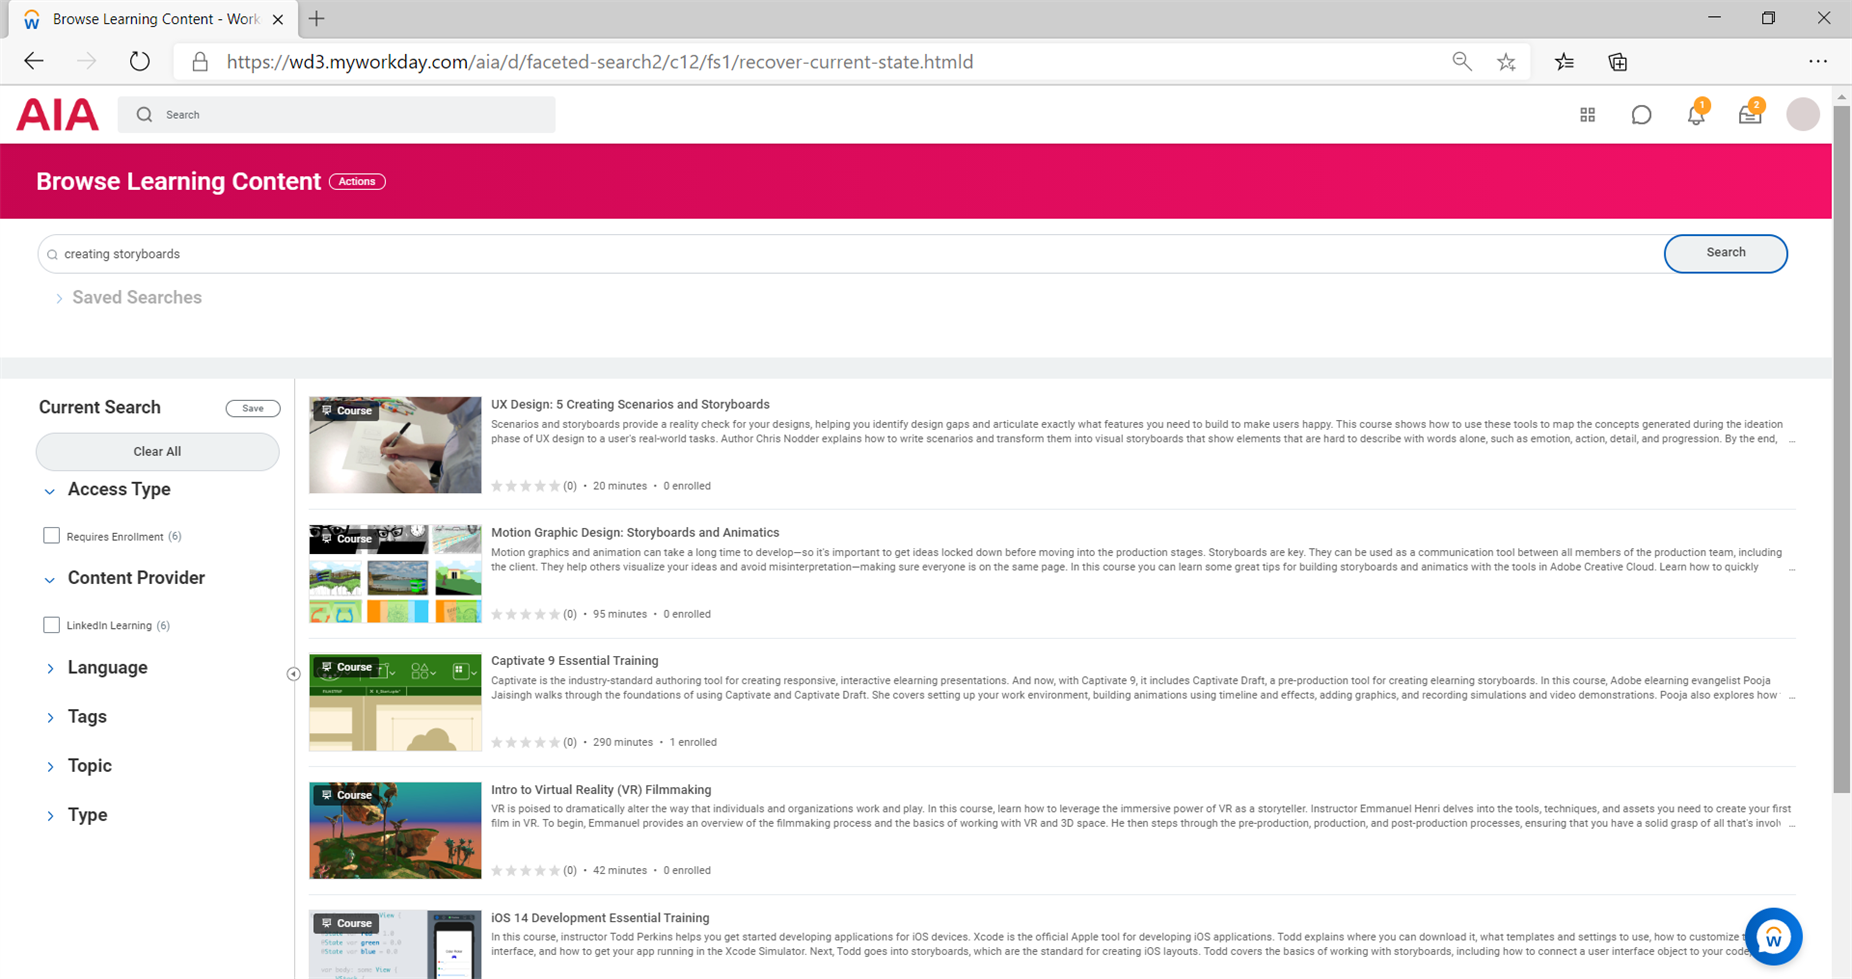 Browse Learning Content - Work
https://wd3.myworkday.com/aia/d/faceted-search2/c12/fs1/recover-current-state.htmld
AIA
Search
1
2
Browse Learning Content
Actions
creating storyboards
Search
Saved Searches
Current Search
Save
Clear All
Access Type
Requires Enrollment (6)
Content Provider
LinkedIn Learning (6)
Language
Tags
Topic
Type
Course
UX Design: 5 Creating Scenarios and Storyboards
Scenarios and storyboards provide a reality check for your designs, helping you identify design gaps and articulate exactly what features you need to build to make users happy. This course shows how to use these tools to map the concepts generated during the ideation
phase of UX design to a user's real-world tasks. Author Chris Nodder explains how to write scenarios and transform them into visual storyboards that show elements that are hard to describe with words alone, such as emotion, action, detail, and progression. By the end, ...
(0) • 20 minutes • 0 enrolled
Course
Motion Graphic Design: Storyboards and Animatics
Motion graphics and animation can take a long time to develop—so it's important to get ideas locked down before moving into the production stages. Storyboards are key. They can be used as a communication tool between all members of the production team, including
the client. They help others visualize your ideas and avoid misinterpretation—making sure everyone is on the same page. In this course you can learn some great tips for building storyboards and animatics with the tools in Adobe Creative Cloud. Learn how to quickly ...
(0) • 95 minutes • 0 enrolled
Course
Captivate 9 Essential Training
Captivate is the industry-standard authoring tool for creating responsive, interactive elearning presentations. And now, with Captivate 9, it includes Captivate Draft, a pre-production tool for creating elearning storyboards. In this course, Adobe elearning evangelist Pooja
Jaisingh walks through the foundations of using Captivate and Captivate Draft. She covers setting up your work environment, building animations using timeline and effects, adding graphics, and recording simulations and video demonstrations. Pooja also explores how ...
(0) • 290 minutes • 1 enrolled
Course
Intro to Virtual Reality (VR) Filmmaking
VR is poised to dramatically alter the way that individuals and organizations work and play. In this course, learn how to leverage the immersive power of VR as a storyteller. Instructor Emmanuel Henri delves into the tools, techniques, and assets you need to create your first
film in VR. To begin, Emmanuel provides an overview of the filmmaking process and the basics of working with VR and 3D space. He then steps through the pre-production, production, and post-production processes, ensuring that you have a solid grasp of all that's involv ...
(0) • 42 minutes • 0 enrolled
Course
iOS 14 Development Essential Training
In this course, instructor Todd Perkins helps you get started developing applications for iOS devices. Xcode is the official Apple tool for developing iOS applications. Todd explains where you can download it, what templates and settings to use, how to customize
interface, and how to get your app running in the Xcode Simulator. Next, Todd goes into storyboards, which are the standard for creating iOS layouts. Todd covers the basics of working with storyboards, including how to connect a user interface object to your code,